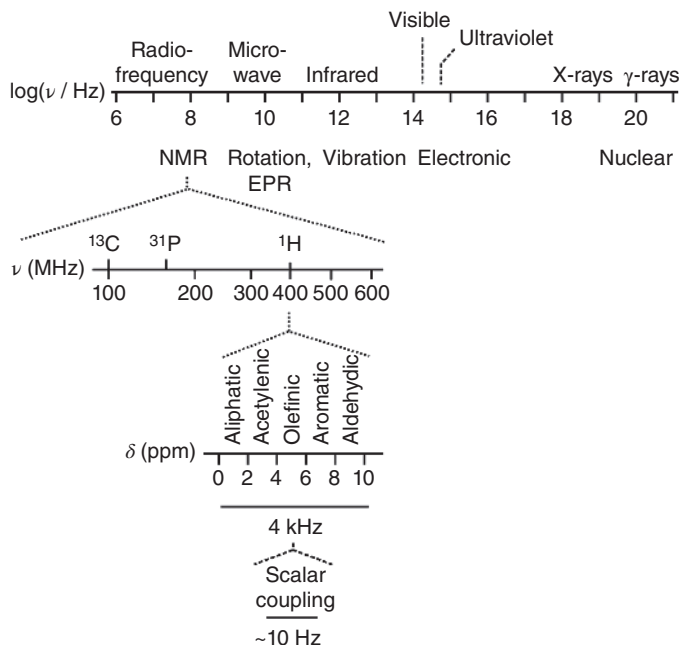 Visible
Ultraviolet
Radio-
frequency
Micro-
wave
Infrared
X-rays
γ-rays
log(ν / Hz)
6 8 10 12 14 16 18 20
NMR
Rotation,
EPR
Vibration
Electronic
Nuclear
¹³C ³¹P ¹H
ν (MHz)
100 200 300 400 500 600
Aliphatic
Acetylenic
Olefinic
Aromatic
Aldehydic
δ (ppm)
0 2 4 6 8 10
4 kHz
Scalar
coupling
~10 Hz